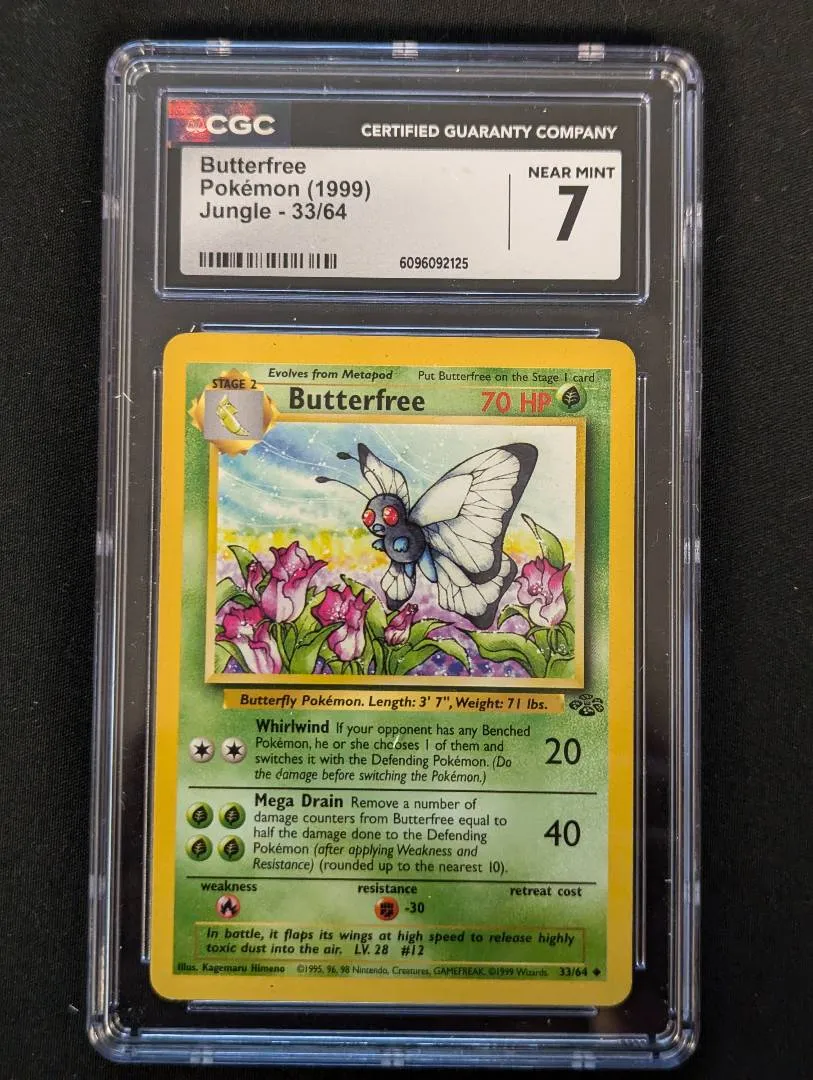 CGC
CERTIFIED GUARANTY COMPANY
Butterfree
Pokémon (1999)
Jungle - 33/64
NEAR MINT
7
6096092125
Evolves from Metapod Put Butterfree on the Stage 1 card
STAGE 2
Butterfree 70 HP
Butterfly Pokémon. Length: 3' 7", Weight: 71 lbs.
Whirlwind If your opponent has any Benched
Pokémon, he or she chooses 1 of them and
switches it with the Defending Pokémon. (Do
the damage before switching the Pokémon.)
20
Mega Drain Remove a number of
damage counters from Butterfree equal to
half the damage done to the Defending
Pokémon (after applying Weakness and
Resistance) (rounded up to the nearest 10).
40
weakness resistance retreat cost
-30
In battle, it flaps its wings at high speed to release highly
toxic dust into the air. LV. 28 #12
Illus. Kagemaru Himeno ©1995, 96, 98 Nintendo, Creatures, GAMEFREAK. ©1999 Wizards. 33/64